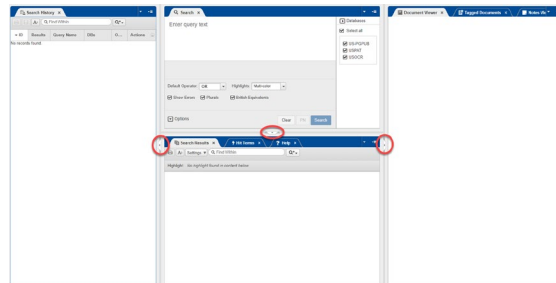 Search History
Find Within
ID Results Query Name DBs Actions
No records found
Search
Enter query text
Default Operator: OR Highlights: Multi-color
Show Errors Plurals British Equivalents
Options
Clear Search
Databases
Select all
US-PGPUB
USPAT
USOCR
Search Results Hit Terms Help
Settings Find Within
Highlight: No highlight found in content below
Document Viewer Tagged Documents Notes Vie